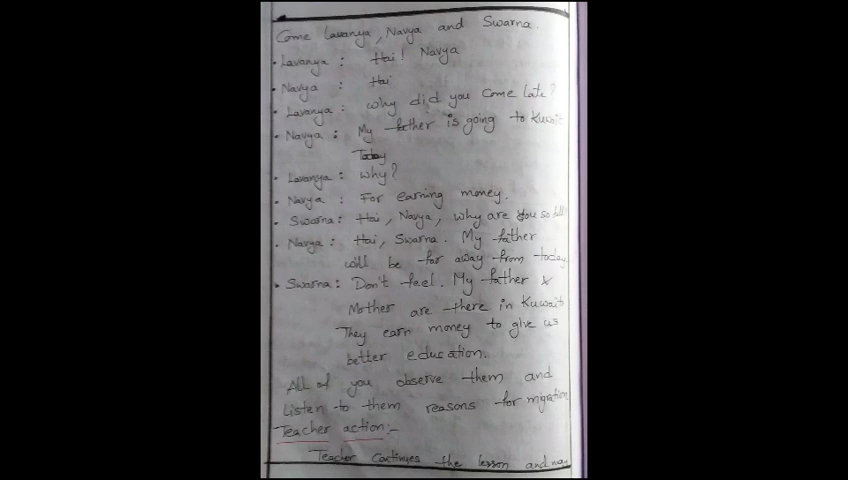 Come Lavanya, Navya and Swarna.
• Lavanya : Hai! Navya
• Navya : Hai
• Lavanya : why did you come late?
• Navya : My father is going to Kuwait
Today
• Lavanya : why?
• Navya : For earning money.
• Swarna : Hai, Navya, why are you so dull?
• Navya : Hai, Swarna. My father
will be far away from today.
• Swarna : Don't feel. My father &
Mother are there in Kuwait
They earn money to give us
better education.
All of you observe them and
Listen to them reasons for migration.
Teacher action:-
Teacher continues the lesson and